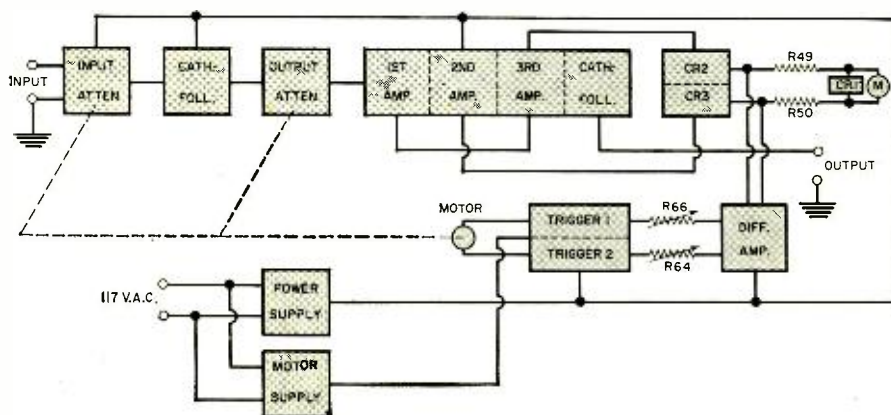 INPUT
INPUT
ATTEN
CATH-
FOLL.
OUTPUT
ATTEN
1ST
AMP.
2ND
AMP.
3RD
AMP.
CATH-
FOLL.
CR2
CR3
R49
R50
CR1
M
OUTPUT
MOTOR
TRIGGER 1
TRIGGER 2
R66
R64
DIFF.
AMP.
117 V.A.C.
POWER
SUPPLY
MOTOR
SUPPLY